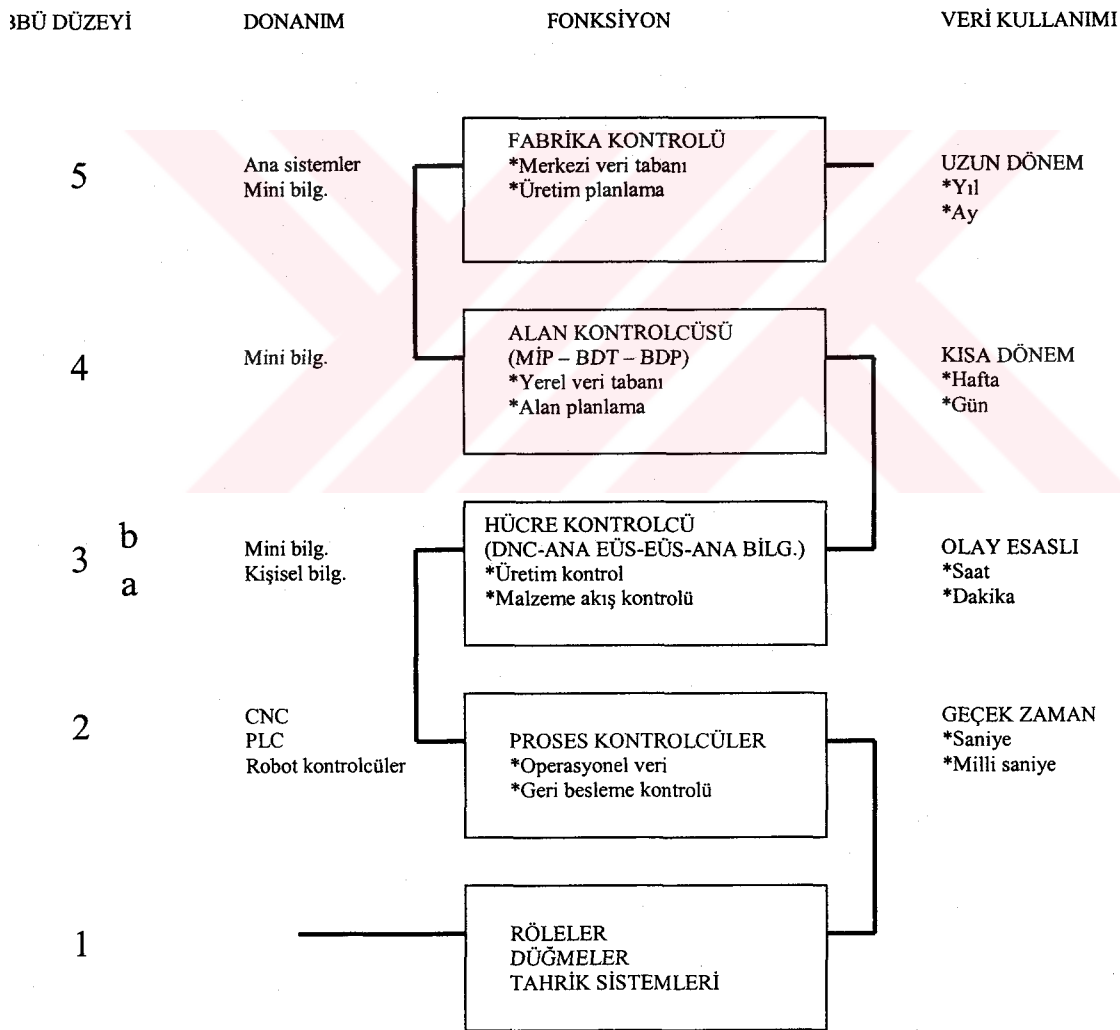 BBÜ DÜZEYİ DONANIM FONKSİYON VERİ KULLANIMI
5
Ana sistemler
Mini bilg.
FABRİKA KONTROLÜ
*Merkezi veri tabanı
*Üretim planlama
UZUN DÖNEM
*Yıl
*Ay
4
Mini bilg.
ALAN KONTROLCÜSÜ
(MİP – BDT – BDP)
*Yerel veri tabanı
*Alan planlama
KISA DÖNEM
*Hafta
*Gün
3 b
a
Mini bilg.
Kişisel bilg.
HÜCRE KONTROLCÜ
(DNC-ANA EÜS-EÜS-ANA BİLG.)
*Üretim kontrol
*Malzeme akış kontrolü
OLAY ESASLI
*Saat
*Dakika
2
CNC
PLC
Robot kontrolcüler
PROSES KONTROLCÜLER
*Operasyonel veri
*Geri besleme kontrolü
GEÇEK ZAMAN
*Saniye
*Milli saniye
1
RÖLELER
DÜĞMELER
TAHRİK SİSTEMLERİ